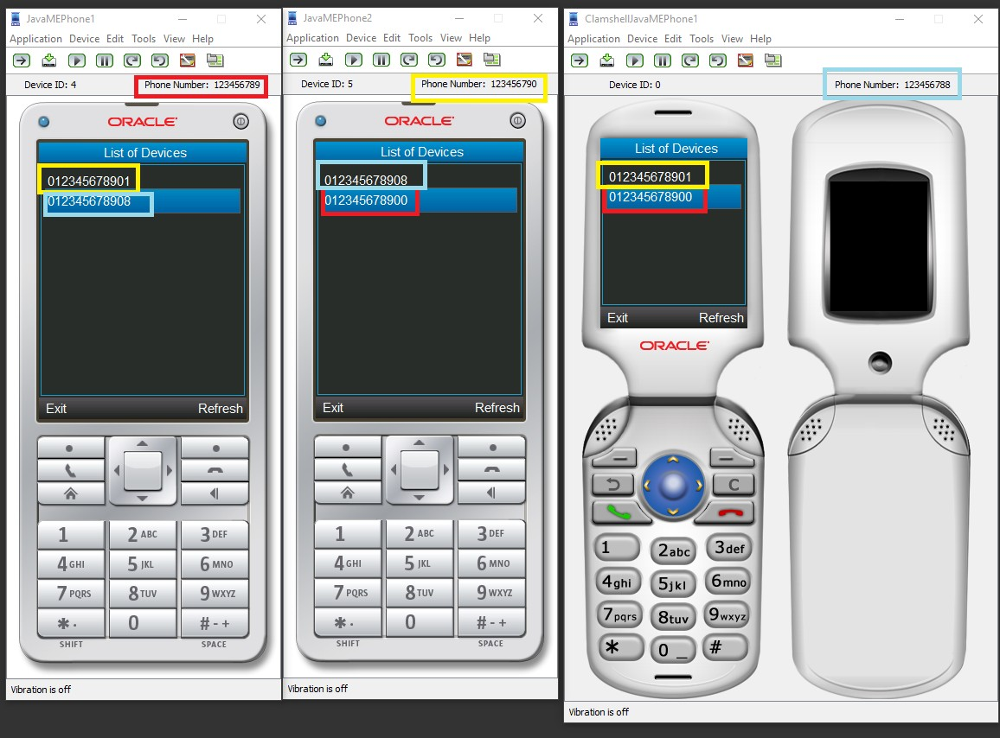 JavaMEPhone1
Application Device Edit Tools View Help
Device ID: 4 Phone Number: 123456789
ORACLE
List of Devices
012345678901
012345678908
Exit Refresh
1 2 ABC 3 DEF
4 GHI 5 JKL 6 MNO
7 PQRS 8 TUV 9 WXYZ
* . 0 # - +
SHIFT SPACE
Vibration is off
JavaMEPhone2
Application Device Edit Tools View Help
Device ID: 5 Phone Number: 123456790
ORACLE
List of Devices
012345678908
012345678900
Exit Refresh
1 2 ABC 3 DEF
4 GHI 5 JKL 6 MNO
7 PQRS 8 TUV 9 WXYZ
* . 0 # - +
SHIFT SPACE
Vibration is off
ClamshellJavaMEPhone1
Application Device Edit Tools View Help
Device ID: 0 Phone Number: 123456788
List of Devices
012345678901
012345678900
Exit Refresh
ORACLE
C
1 2abc 3def
4ghi 5jkl 6mno
7pqrs 8tuv 9wxyz
* 0 _ #
Vibration is off